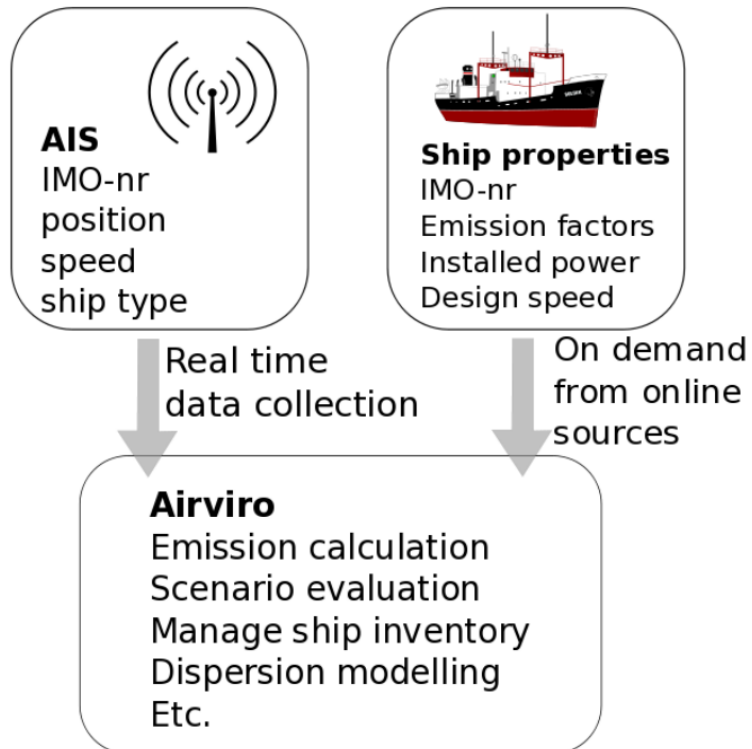 AIS
IMO-nr
position
speed
ship type
Ship properties
IMO-nr
Emission factors
Installed power
Design speed
Real time
data collection
On demand
from online
sources
Airviro
Emission calculation
Scenario evaluation
Manage ship inventory
Dispersion modelling
Etc.